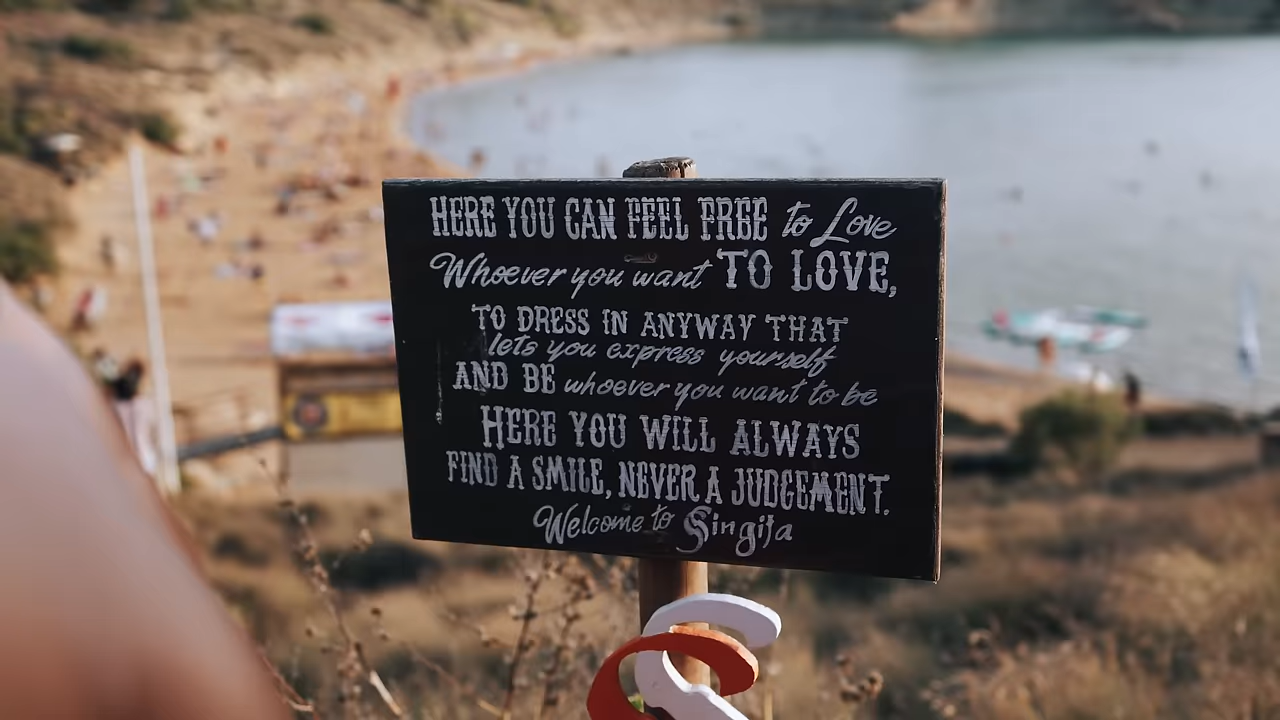 HERE YOU CAN FEEL FREE to Love
Whoever you want TO LOVE,
TO DRESS IN ANYWAY THAT
lets you express yourself
AND BE whoever you want to be
HERE YOU WILL ALWAYS
FIND A SMILE, NEVER A JUDGEMENT.
Welcome to Singita